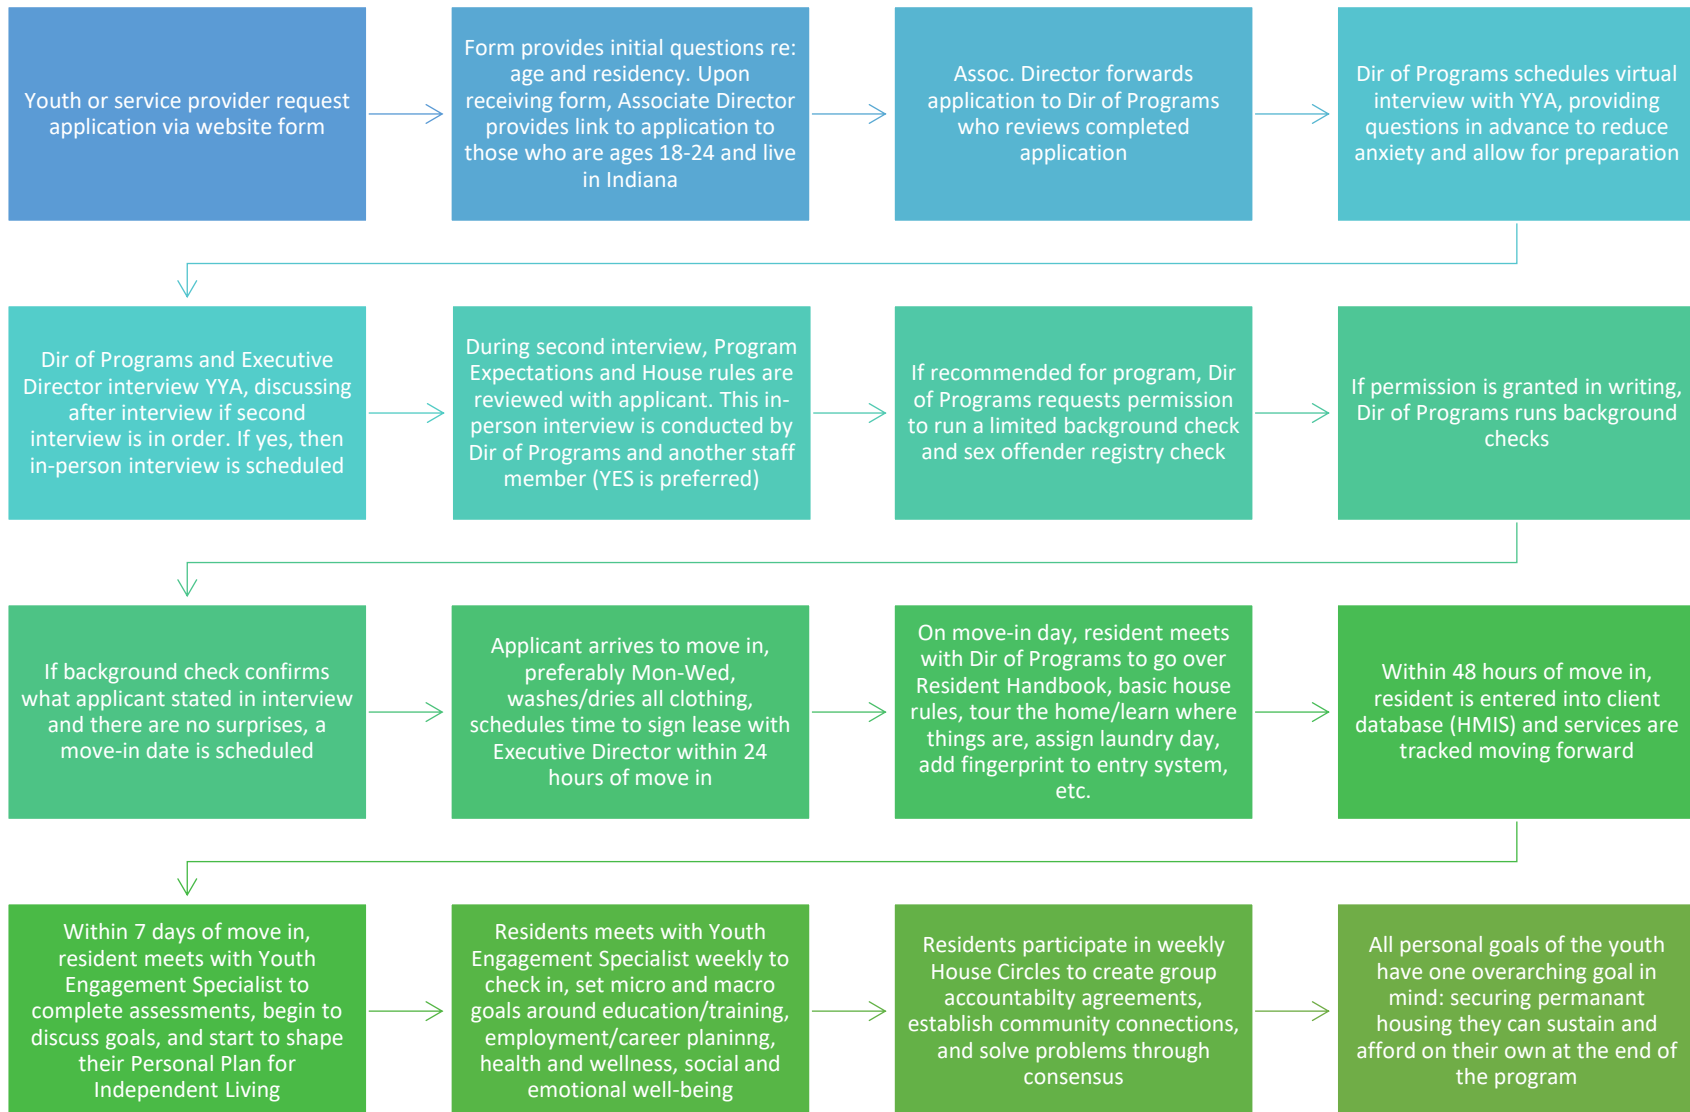 Youth or service provider request
application via website form
Form provides initial questions re:
age and residency. Upon
receiving form, Associate Director
provides link to application to
those who are ages 18-24 and live
in Indiana
Assoc. Director forwards
application to Dir of Programs
who reviews completed
application
Dir of Programs schedules virtual
interview with YYA, providing
questions in advance to reduce
anxiety and allow for preparation
Dir of Programs and Executive
Director interview YYA, discussing
after interview if second
interview is in order. If yes, then
in-person interview is scheduled
During second interview, Program
Expectations and House rules are
reviewed with applicant. This in-
person interview is conducted by
Dir of Programs and another staff
member (YES is preferred)
If recommended for program, Dir
of Programs requests permission
to run a limited background check
and sex offender registry check
If permission is granted in writing,
Dir of Programs runs background
checks
If background check confirms
what applicant stated in interview
and there are no surprises, a
move-in date is scheduled
Applicant arrives to move in,
preferably Mon-Wed,
washes/dries all clothing,
schedules time to sign lease with
Executive Director within 24
hours of move in
On move-in day, resident meets
with Dir of Programs to go over
Resident Handbook, basic house
rules, tour the home/learn where
things are, assign laundry day,
add fingerprint to entry system,
etc.
Within 48 hours of move in,
resident is entered into client
database (HMIS) and services are
tracked moving forward
Within 7 days of move in,
resident meets with Youth
Engagement Specialist to
complete assessments, begin to
discuss goals, and start to shape
their Personal Plan for
Independent Living
Residents meets with Youth
Engagement Specialist weekly to
check in, set micro and macro
goals around education/training,
employment/career planinng,
health and wellness, social and
emotional well-being
Residents participate in weekly
House Circles to create group
accountabilty agreements,
establish community connections,
and solve problems through
consensus
All personal goals of the youth
have one overarching goal in
mind: securing permanant
housing they can sustain and
afford on their own at the end of
the program